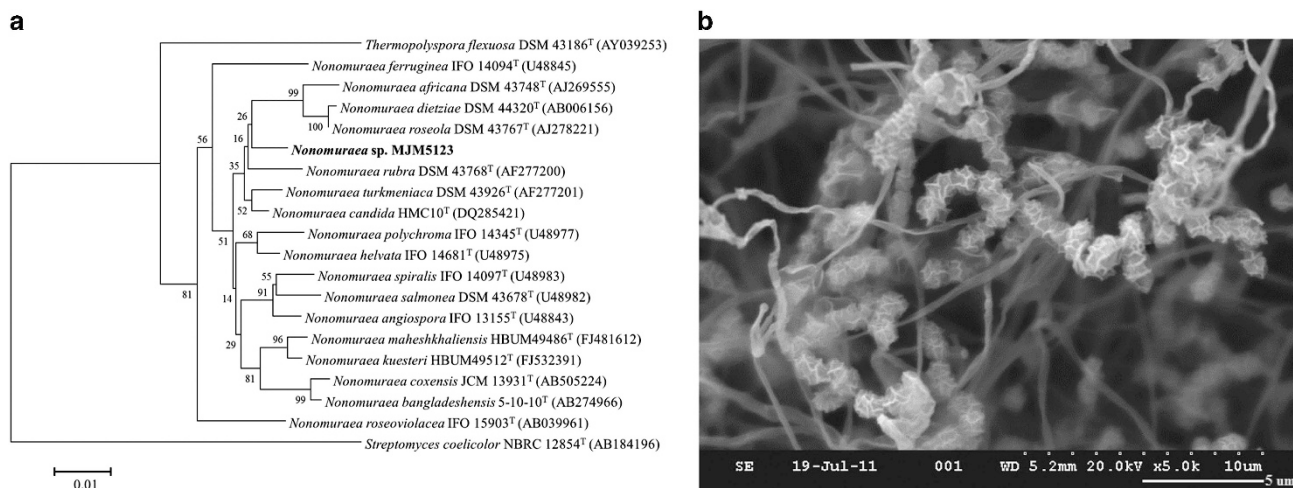 a
Thermopolyspora flexuosa DSM 43186ᵀ (AY039253)
Nonomuraea ferruginea IFO 14094ᵀ (U48845)
99
Nonomuraea africana DSM 43748ᵀ (AJ269555)
26
Nonomuraea dietziae DSM 44320ᵀ (AB006156)
100
Nonomuraea roseola DSM 43767ᵀ (AJ278221)
56
16
Nonomuraea sp. MJM5123
35
Nonomuraea rubra DSM 43768ᵀ (AF277200)
Nonomuraea turkmeniaca DSM 43926ᵀ (AF277201)
52
Nonomuraea candida HMC10ᵀ (DQ285421)
51
68
Nonomuraea polychroma IFO 14345ᵀ (U48977)
Nonomuraea helvata IFO 14681ᵀ (U48975)
55
Nonomuraea spiralis IFO 14097ᵀ (U48983)
81
14
91
Nonomuraea salmonea DSM 43678ᵀ (U48982)
Nonomuraea angiospora IFO 13155ᵀ (U48843)
29
96
Nonomuraea maheshkhaliensis HBUM49486ᵀ (FJ481612)
Nonomuraea kuesteri HBUM49512ᵀ (FJ532391)
81
Nonomuraea coxensis JCM 13931ᵀ (AB505224)
99
Nonomuraea bangladeshensis 5-10-10ᵀ (AB274966)
Nonomuraea roseoviolacea IFO 15903ᵀ (AB039961)
Streptomyces coelicolor NBRC 12854ᵀ (AB184196)
0.01
b
SE 19-Jul-11 001 WD 5.2mm 20.0kV x5.0k 10um
5 um